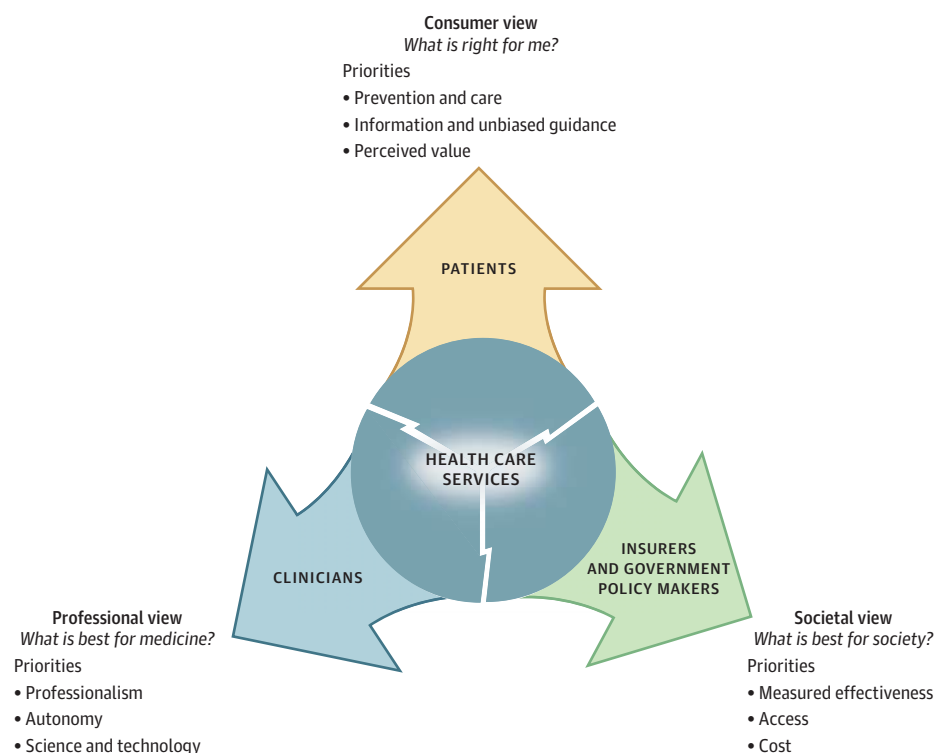 Consumer view
What is right for me?
Priorities
• Prevention and care
• Information and unbiased guidance
• Perceived value
PATIENTS
HEALTH CARE
SERVICES
CLINICIANS
INSURERS
AND GOVERNMENT
POLICY MAKERS
Professional view
What is best for medicine?
Priorities
• Professionalism
• Autonomy
• Science and technology
Societal view
What is best for society?
Priorities
• Measured effectiveness
• Access
• Cost